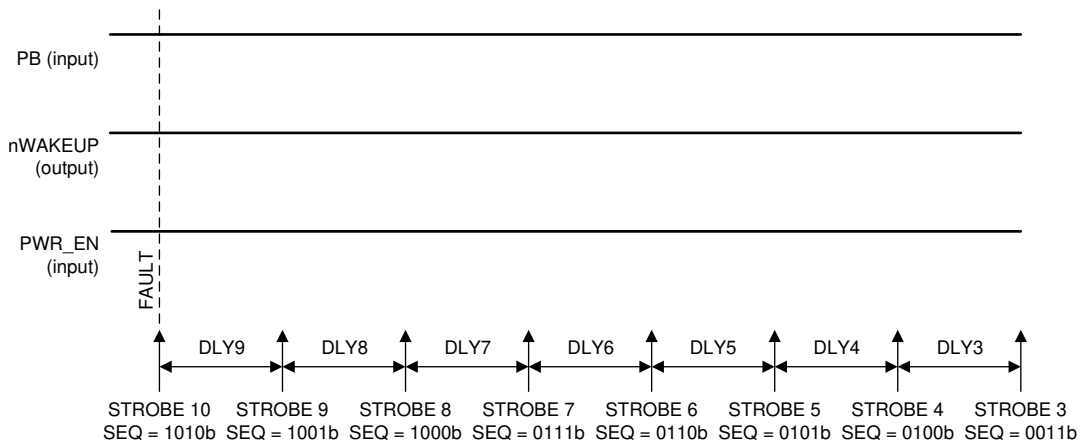 PB (input)
nWAKEUP
(output)
PWR_EN
(input)
FAULT
DLY9 DLY8 DLY7 DLY6 DLY5 DLY4 DLY3
STROBE 10 STROBE 9 STROBE 8 STROBE 7 STROBE 6 STROBE 5 STROBE 4 STROBE 3
SEQ = 1010b SEQ = 1001b SEQ = 1000b SEQ = 0111b SEQ = 0110b SEQ = 0101b SEQ = 0100b SEQ = 0011b